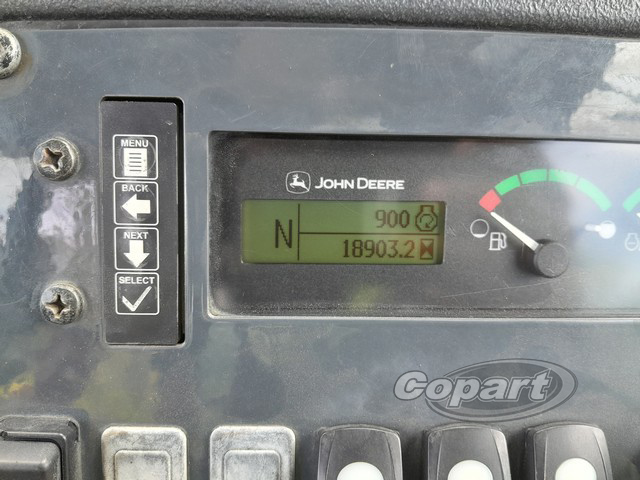 MENU
BACK
NEXT
SELECT
JOHN DEERE
N
900
18903.2
Copart